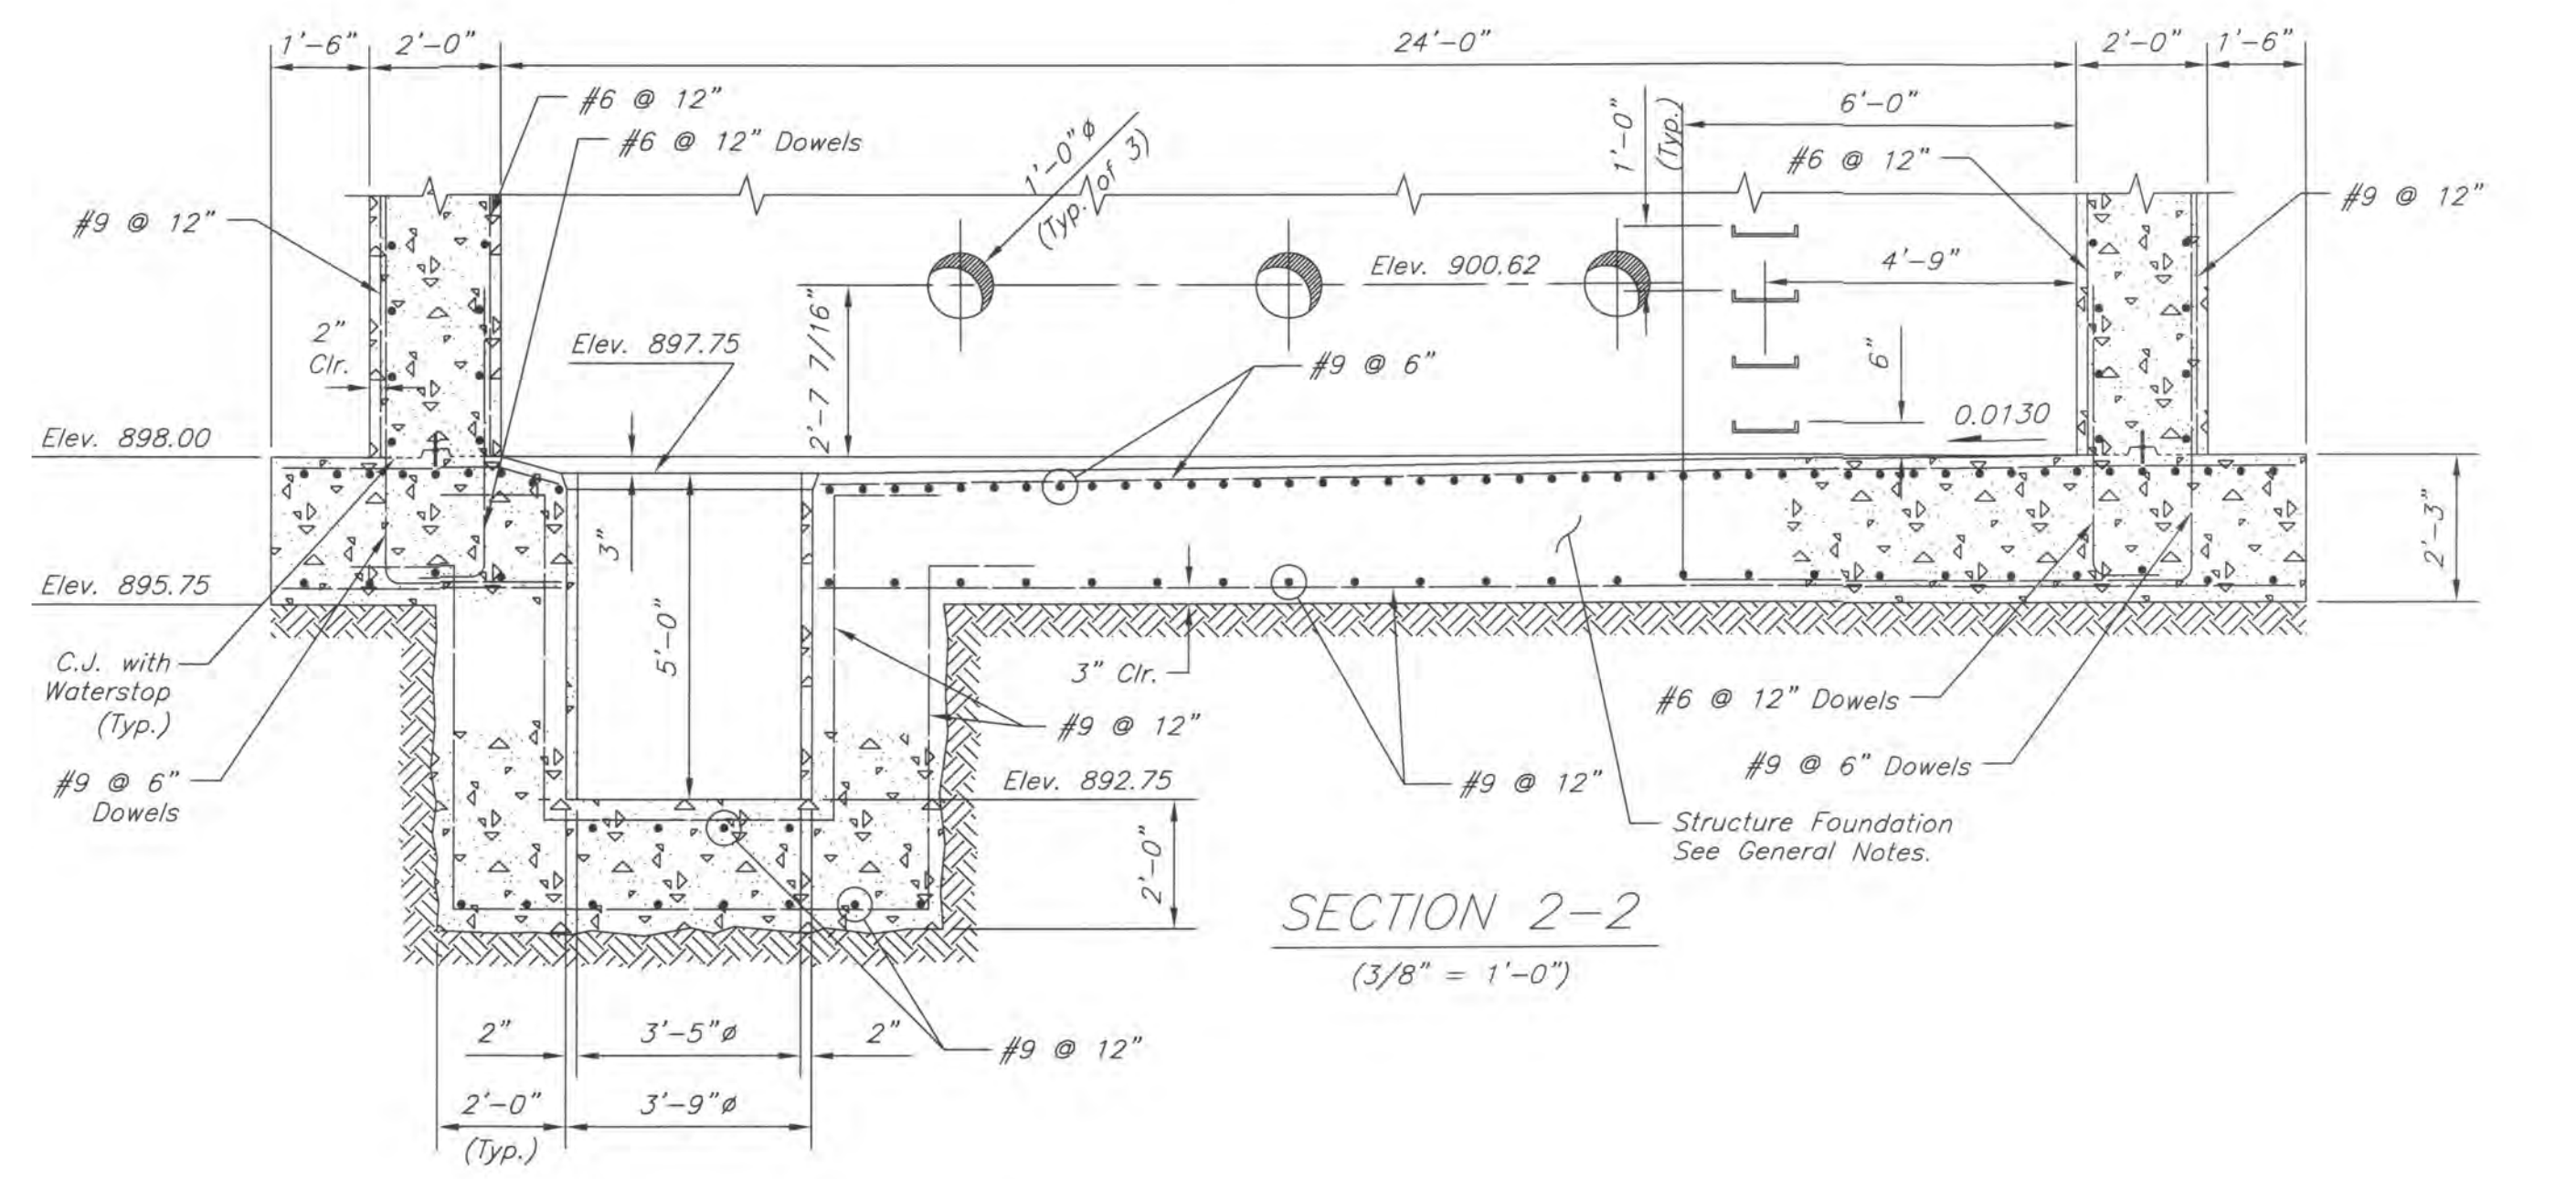 1'-6" 2'-0" 24'-0" 2'-0" 1'-6"
#6 @ 12"
#6 @ 12" Dowels
1'-0"ø
(Typ. of 3)
1'-0"
(Typ.)
6'-0"
#6 @ 12"
#9 @ 12"
#9 @ 12"
Elev. 900.62
4'-9"
2"
Clr.
Elev. 897.75
2'-7 7/16"
#9 @ 6"
6"
0.0130
Elev. 898.00
3"
2'-3"
Elev. 895.75
5'-0"
C.J. with
Waterstop
(Typ.)
3" Clr.
#9 @ 12"
#6 @ 12" Dowels
#9 @ 6" Dowels
#9 @ 6"
Dowels
Elev. 892.75
#9 @ 12"
2'-0"
Structure Foundation
See General Notes.
SECTION 2-2
(3/8" = 1'-0")
2" 3'-5"ø 2"
#9 @ 12"
2'-0" 3'-9"ø
(Typ.)